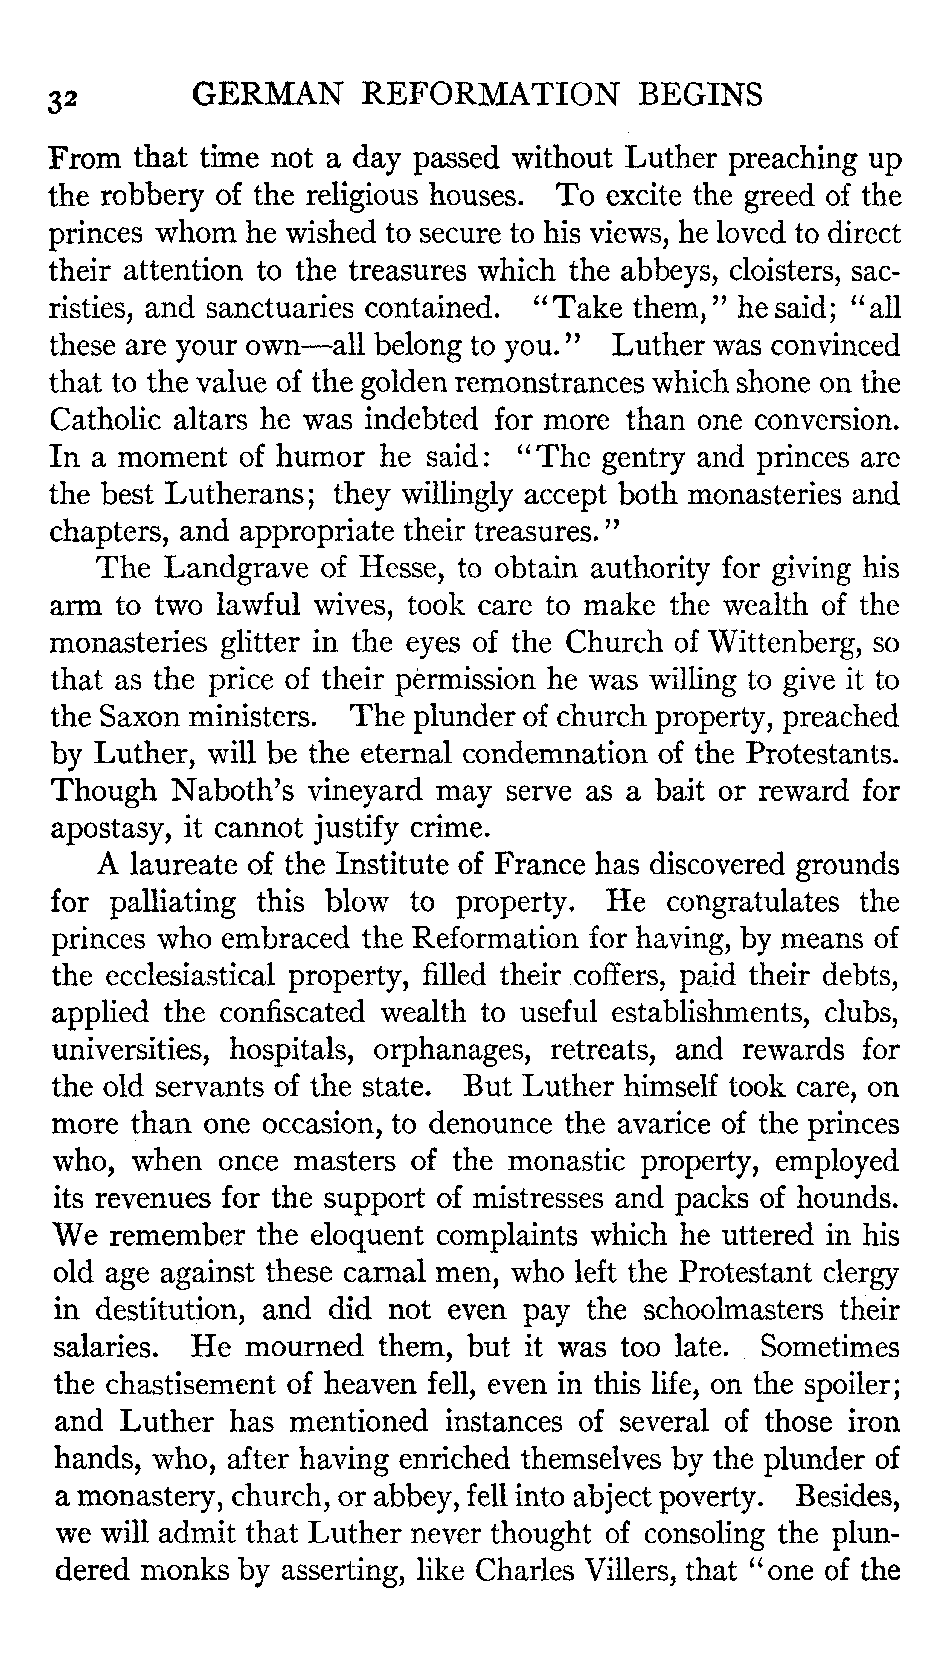 32 GERMAN REFORMATION BEGINS
From that time not a day passed without Luther preaching up
the robbery of the religious houses. To excite the greed of the
princes whom he wished to secure to his views, he loved to direct
their attention to the treasures which the abbeys, cloisters, sac-
risties, and sanctuaries contained. "Take them," he said; "all
these are your own—all belong to you." Luther was convinced
that to the value of the golden remonstrances which shone on the
Catholic altars he was indebted for more than one conversion.
In a moment of humor he said: "The gentry and princes are
the best Lutherans; they willingly accept both monasteries and
chapters, and appropriate their treasures."
The Landgrave of Hesse, to obtain authority for giving his
arm to two lawful wives, took care to make the wealth of the
monasteries glitter in the eyes of the Church of Wittenberg, so
that as the price of their permission he was willing to give it to
the Saxon ministers. The plunder of church property, preached
by Luther, will be the eternal condemnation of the Protestants.
Though Naboth's vineyard may serve as a bait or reward for
apostasy, it cannot justify crime.
A laureate of the Institute of France has discovered grounds
for palliating this blow to property. He congratulates the
princes who embraced the Reformation for having, by means of
the ecclesiastical property, filled their coffers, paid their debts,
applied the confiscated wealth to useful establishments, clubs,
universities, hospitals, orphanages, retreats, and rewards for
the old servants of the state. But Luther himself took care, on
more than one occasion, to denounce the avarice of the princes
who, when once masters of the monastic property, employed
its revenues for the support of mistresses and packs of hounds.
We remember the eloquent complaints which he uttered in his
old age against these carnal men, who left the Protestant clergy
in destitution, and did not even pay the schoolmasters their
salaries. He mourned them, but it was too late. Sometimes
the chastisement of heaven fell, even in this life, on the spoiler;
and Luther has mentioned instances of several of those iron
hands, who, after having enriched themselves by the plunder of
a monastery, church, or abbey, fell into abject poverty. Besides,
we will admit that Luther never thought of consoling the plun-
dered monks by asserting, like Charles Villers, that "one of the